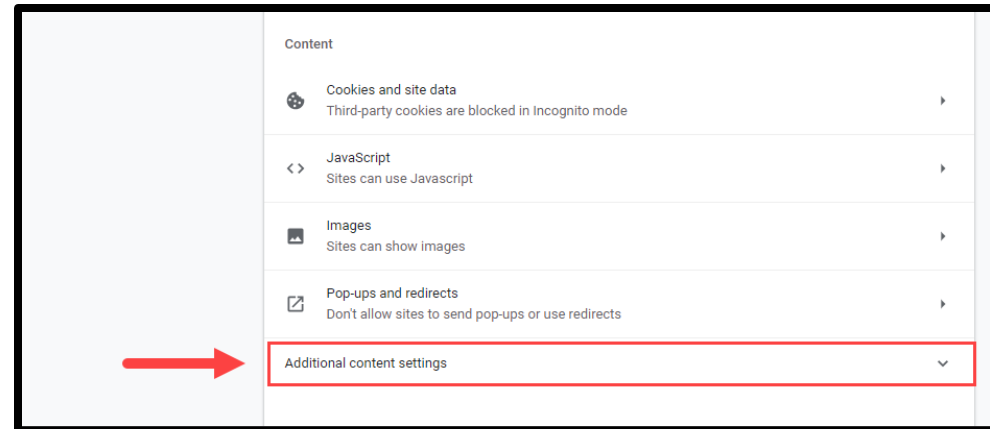 Content
Cookies and site data
Third-party cookies are blocked in Incognito mode
JavaScript
Sites can use Javascript
Images
Sites can show images
Pop-ups and redirects
Don't allow sites to send pop-ups or use redirects
Additional content settings